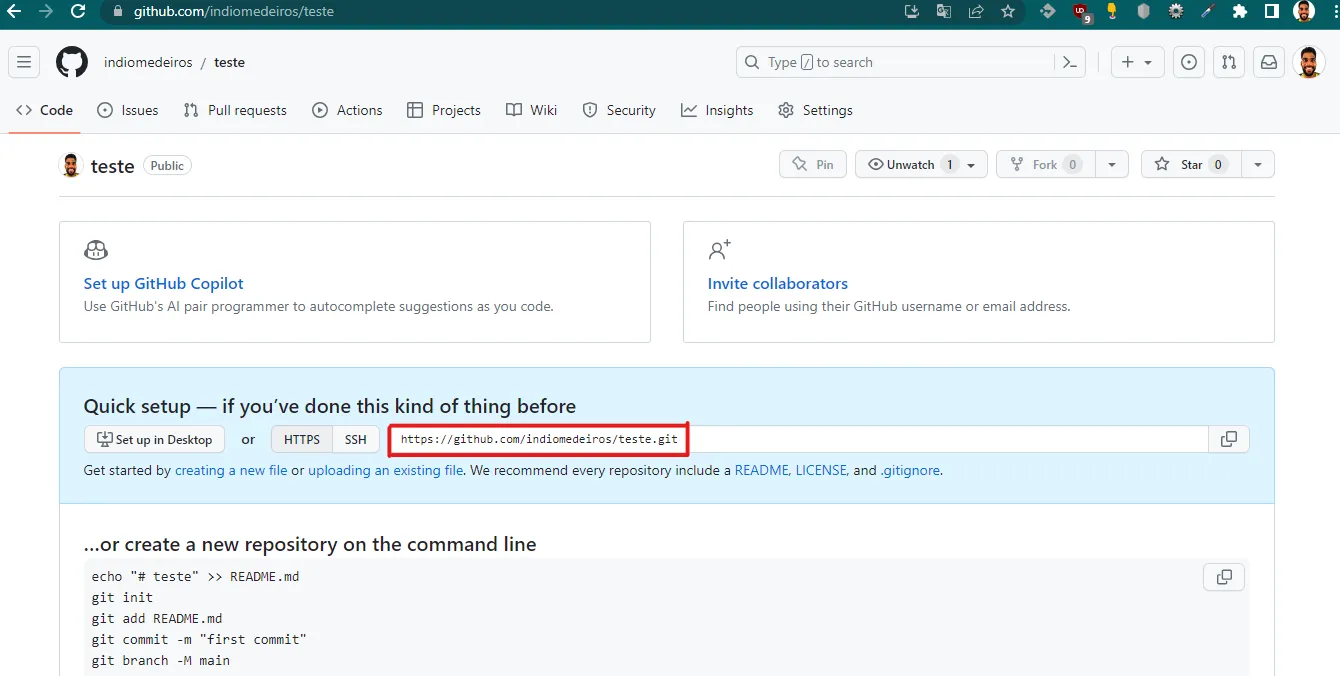 github.com/indiomedeiros/teste
9
indiomedeiros / teste
Type / to search
Code Issues Pull requests Actions Projects Wiki Security Insights Settings
teste Public
Pin Unwatch 1 Fork 0 Star 0
Set up GitHub Copilot
Use GitHub's AI pair programmer to autocomplete suggestions as you code.
Invite collaborators
Find people using their GitHub username or email address.
Quick setup — if you’ve done this kind of thing before
Set up in Desktop or HTTPS SSH https://github.com/indiomedeiros/teste.git
Get started by creating a new file or uploading an existing file. We recommend every repository include a README, LICENSE, and .gitignore.
…or create a new repository on the command line
echo "# teste" >> README.md
git init
git add README.md
git commit -m "first commit"
git branch -M main